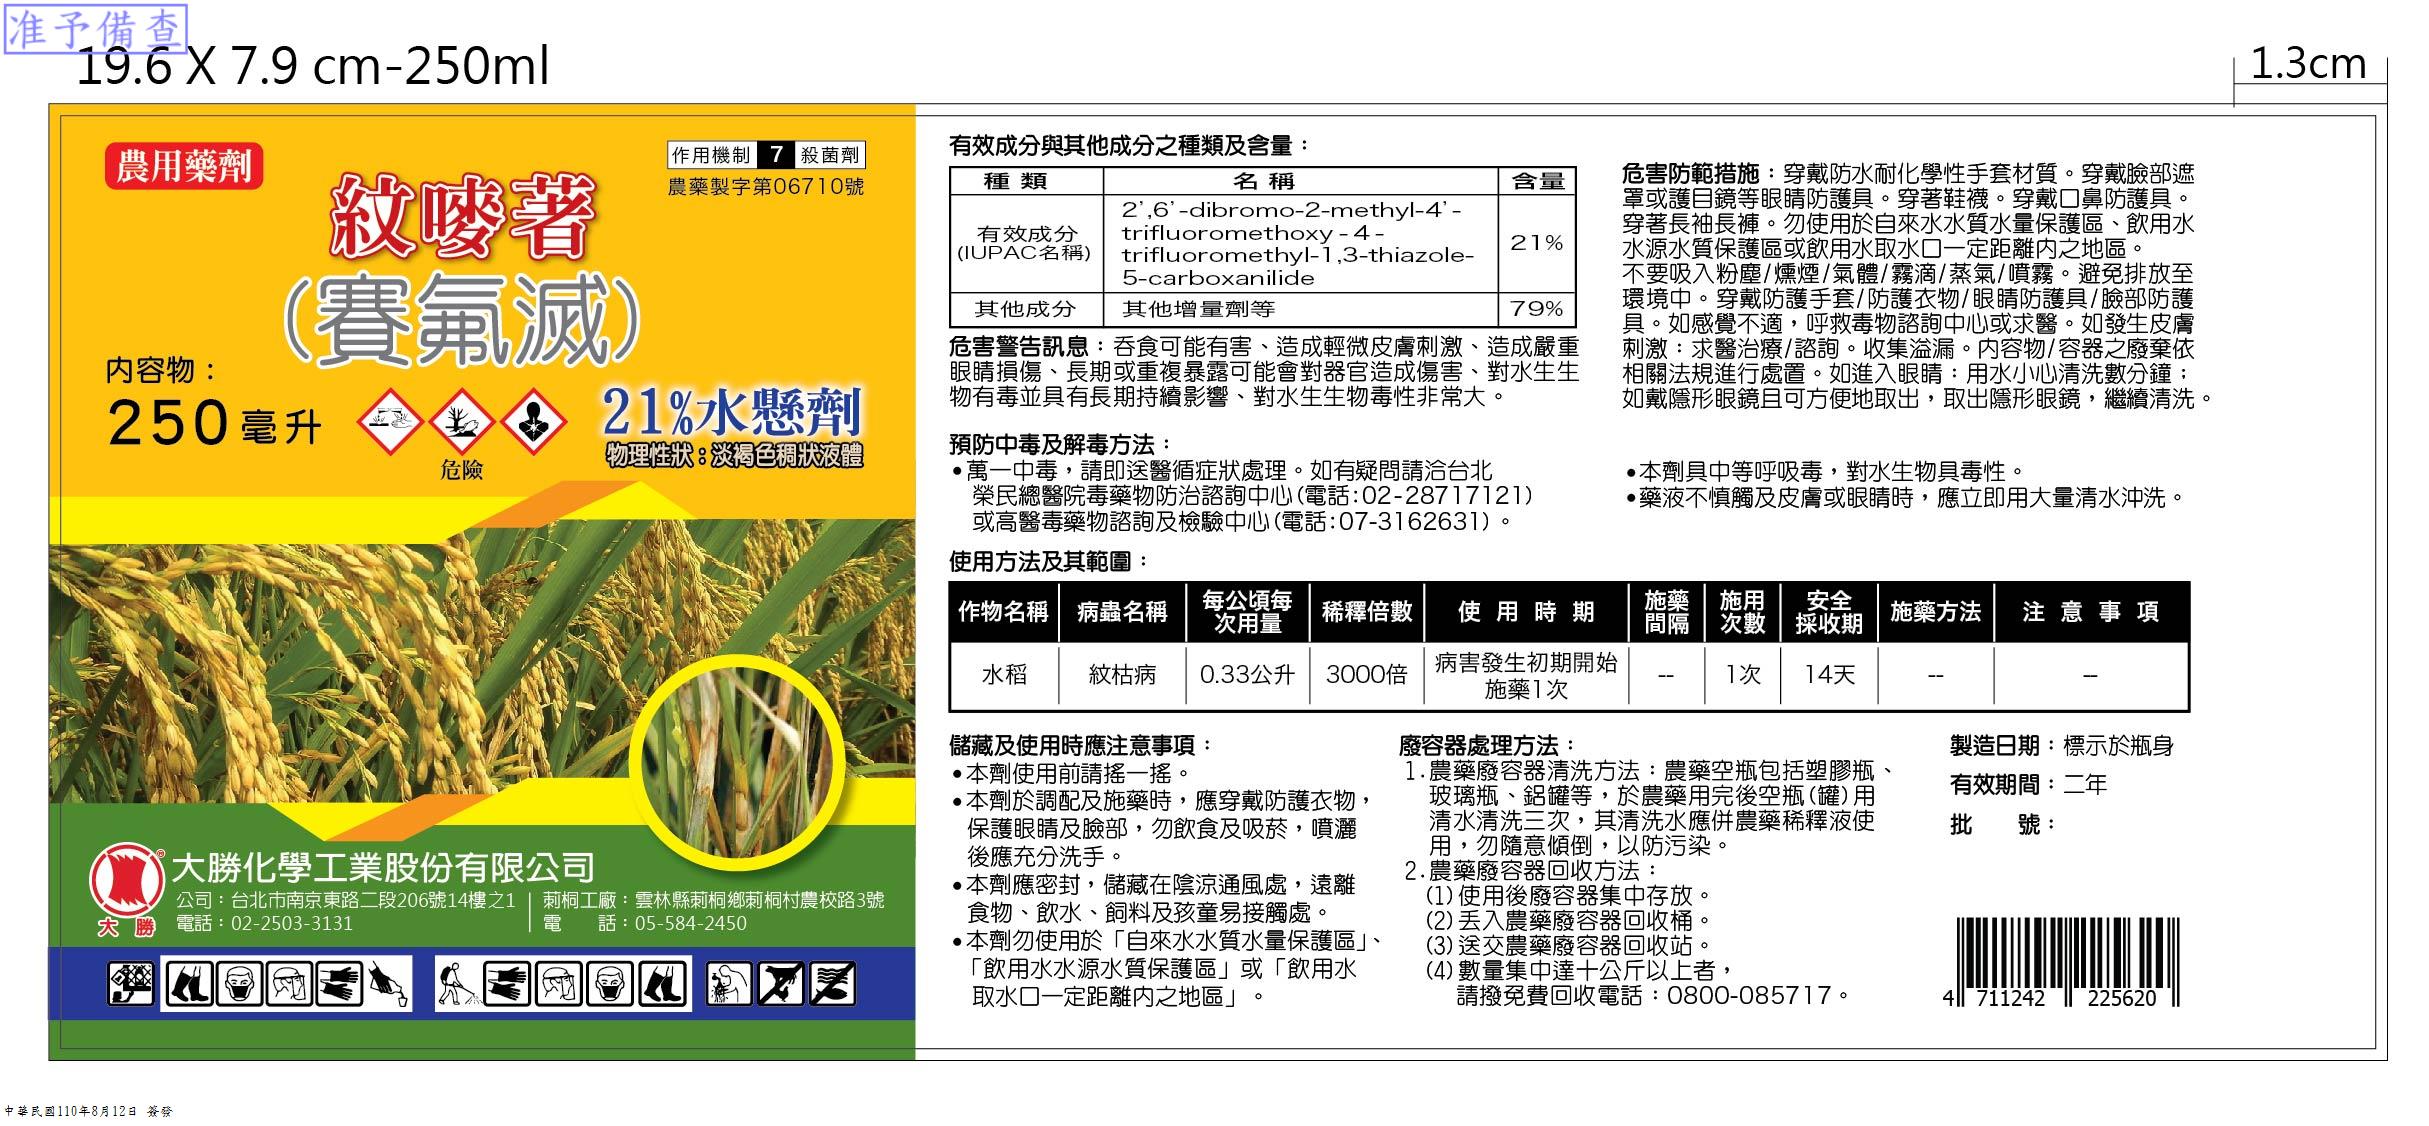 准予備查
19.6 X 7.9 cm-250ml
1.3cm
農用藥劑
作用機制 7 殺菌劑
農藥製字第06710號
紋嘜著
(賽氟滅)
內容物：
250毫升
危險
21%水懸劑
物理性狀：淡褐色稠狀液體
大勝化學工業股份有限公司
公司：台北市南京東路二段206號14樓之1
電話：02-2503-3131
莿桐工廠：雲林縣莿桐鄉莿桐村農校路3號
電 話：05-584-2450
大勝
®
有效成分與其他成分之種類及含量：
種類 名稱 含量
有效成分
(IUPAC名稱)
2',6'-dibromo-2-methyl-4'-
trifluoromethoxy-4-
trifluoromethyl-1,3-thiazole-
5-carboxanilide
21%
其他成分 其他增量劑等 79%
危害警告訊息：吞食可能有害、造成輕微皮膚刺激、造成嚴重
眼睛損傷、長期或重複暴露可能會對器官造成傷害、對水生生
物有毒並具有長期持續影響、對水生生物毒性非常大。
預防中毒及解毒方法：
•萬一中毒，請即送醫循症狀處理。如有疑問請洽台北
榮民總醫院毒藥物防治諮詢中心(電話:02-28717121)
或高醫毒藥物諮詢及檢驗中心(電話:07-3162631)。
危害防範措施：穿戴防水耐化學性手套材質。穿戴臉部遮
罩或護目鏡等眼睛防護具。穿著鞋襪。穿戴口鼻防護具。
穿著長袖長褲。勿使用於自來水水質水量保護區、飲用水
水源水質保護區或飲用水取水口一定距離內之地區。
不要吸入粉塵/燻煙/氣體/霧滴/蒸氣/噴霧。避免排放至
環境中。穿戴防護手套/防護衣物/眼睛防護具/臉部防護
具。如感覺不適，呼救毒物諮詢中心或求醫。如發生皮膚
刺激：求醫治療/諮詢。收集溢漏。內容物/容器之廢棄依
相關法規進行處置。如進入眼睛：用水小心清洗數分鐘；
如戴隱形眼鏡且可方便地取出，取出隱形眼鏡，繼續清洗。
•本劑具中等呼吸毒，對水生物具毒性。
•藥液不慎觸及皮膚或眼睛時，應立即用大量清水沖洗。
使用方法及其範圍：
作物名稱 病蟲名稱 每公頃每次用量 稀釋倍數 使用時期 施藥間隔 施用次數 安全採收期 施藥方法 注意事項
水稻 紋枯病 0.33公升 3000倍 病害發生初期開始施藥1次 -- 1次 14天 -- --
儲藏及使用時應注意事項：
•本劑使用前請搖一搖。
•本劑於調配及施藥時，應穿戴防護衣物，
保護眼睛及臉部，勿飲食及吸菸，噴灑
後應充分洗手。
•本劑應密封，儲藏在陰涼通風處，遠離
食物、飲水、飼料及孩童易接觸處。
•本劑勿使用於「自來水水質水量保護區」、
「飲用水水源水質保護區」或「飲用水
取水口一定距離內之地區」。
廢容器處理方法：
1.農藥廢容器清洗方法：農藥空瓶包括塑膠瓶、
玻璃瓶、鋁罐等，於農藥用完後空瓶(罐)用
清水清洗三次，其清洗水應併農藥稀釋液使
用，勿隨意傾倒，以防污染。
2.農藥廢容器回收方法：
(1)使用後廢容器集中存放。
(2)丟入農藥廢容器回收桶。
(3)送交農藥廢容器回收站。
(4)數量集中達十公斤以上者，
請撥免費回收電話：0800-085717。
製造日期：標示於瓶身
有效期間：二年
批 號：
4 711242 225620
中華民國110年8月12日 簽發